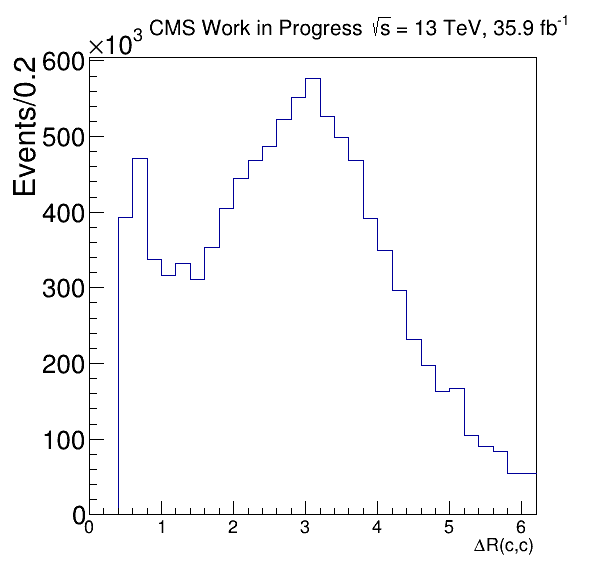 ×10³ CMS Work in Progress √s = 13 TeV, 35.9 fb⁻¹
Events/0.2
600
500
400
300
200
100
0
0 1 2 3 4 5 6
ΔR(c,c)